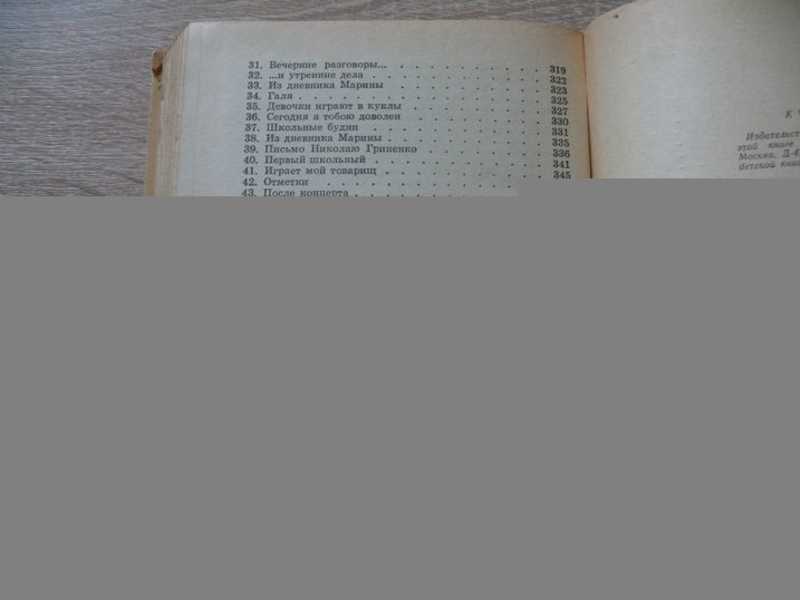 31. Вечерние разговоры... 319
32. ...и утренние дела 322
33. Из дневника Марины 323
34. Галя 325
35. Девочки играют в куклы 327
36. Сегодня я тобою доволен 330
37. Школьные будни 331
38. Из дневника Марины 335
39. Письмо Николаю Гриненко 336
40. Первый школьный 341
41. Играет мой товарищ 345
42. Отметки
43. После концерта
К
Издательст
этой книге
Москва, Д-4
детской кни